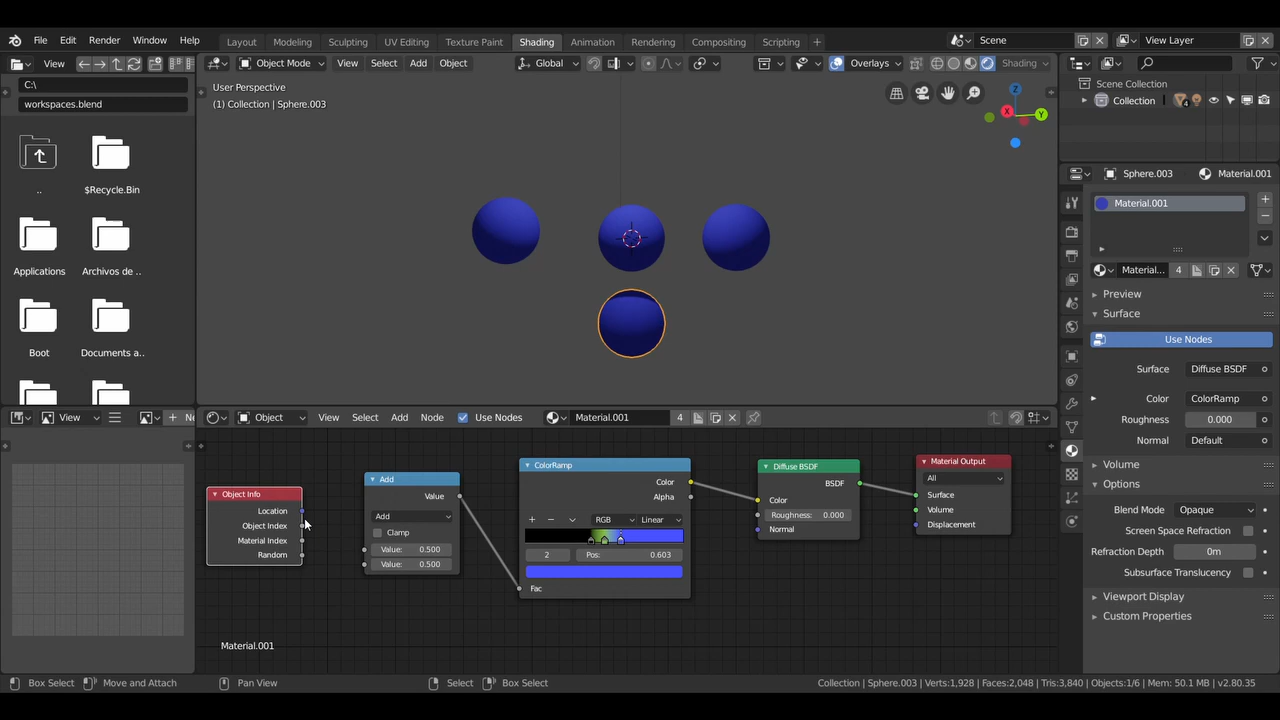 File Edit Render Window Help
Layout Modeling Sculpting UV Editing Texture Paint Shading Animation Rendering Compositing Scripting +
Scene
View Layer
View
Object Mode View Select Add Object
Global
Overlays
Shading
C:\
workspaces.blend
..
$Recycle.Bin
Applications
Archivos de ..
Boot
Documents a..
User Perspective
(1) Collection | Sphere.003
Z
X
Y
Scene Collection
Collection
4
Sphere.003
Material.001
Material.001
Material...
4
Preview
Surface
Use Nodes
Surface: Diffuse BSDF
Color: ColorRamp
Roughness: 0.000
Normal: Default
Volume
Options
Blend Mode: Opaque
Screen Space Refraction:
Refraction Depth: 0m
Subsurface Translucency:
Viewport Display
Custom Properties
View
Ne
Object View Select Add Node Use Nodes
Material.001
4
Object Info
Location
Object Index
Material Index
Random
Add
Value
Add
Clamp
Value: 0.500
Value: 0.500
ColorRamp
Color
Alpha
RGB
Linear
2
Pos: 0.603
Fac
Diffuse BSDF
BSDF
Color
Roughness: 0.000
Normal
Material Output
All
Surface
Volume
Displacement
Material.001
Box Select
Move and Attach
Pan View
Select
Box Select
Collection | Sphere.003 | Verts:1,928 | Faces:2,048 | Tris:3,840 | Objects:1/6 | Mem: 50.1 MB | v2.80.35